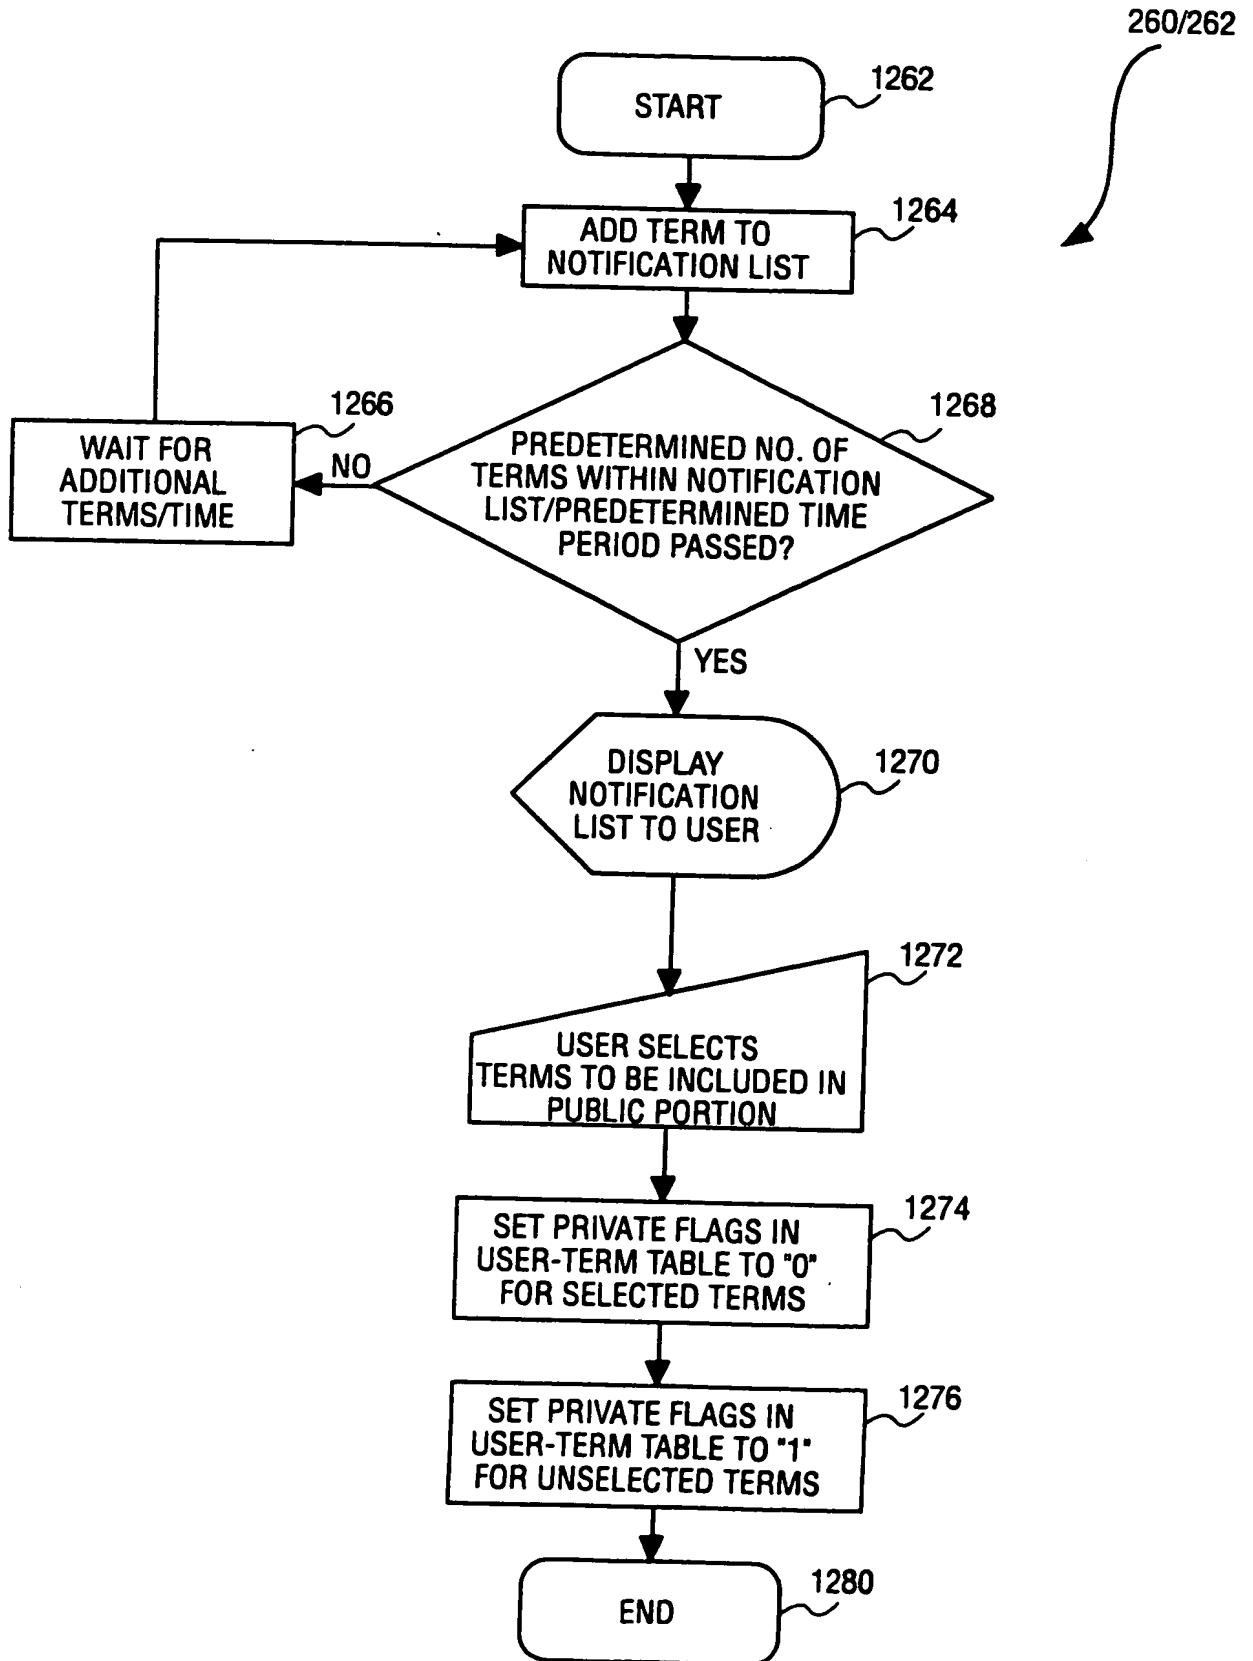 260/262
1262
START
1264
ADD TERM TO
NOTIFICATION LIST
1266
WAIT FOR
ADDITIONAL
TERMS/TIME
NO
1268
PREDETERMINED NO. OF
TERMS WITHIN NOTIFICATION
LIST/PREDETERMINED TIME
PERIOD PASSED?
YES
1270
DISPLAY
NOTIFICATION
LIST TO USER
1272
USER SELECTS
TERMS TO BE INCLUDED IN
PUBLIC PORTION
1274
SET PRIVATE FLAGS IN
USER-TERM TABLE TO "0"
FOR SELECTED TERMS
1276
SET PRIVATE FLAGS IN
USER-TERM TABLE TO "1"
FOR UNSELECTED TERMS
1280
END